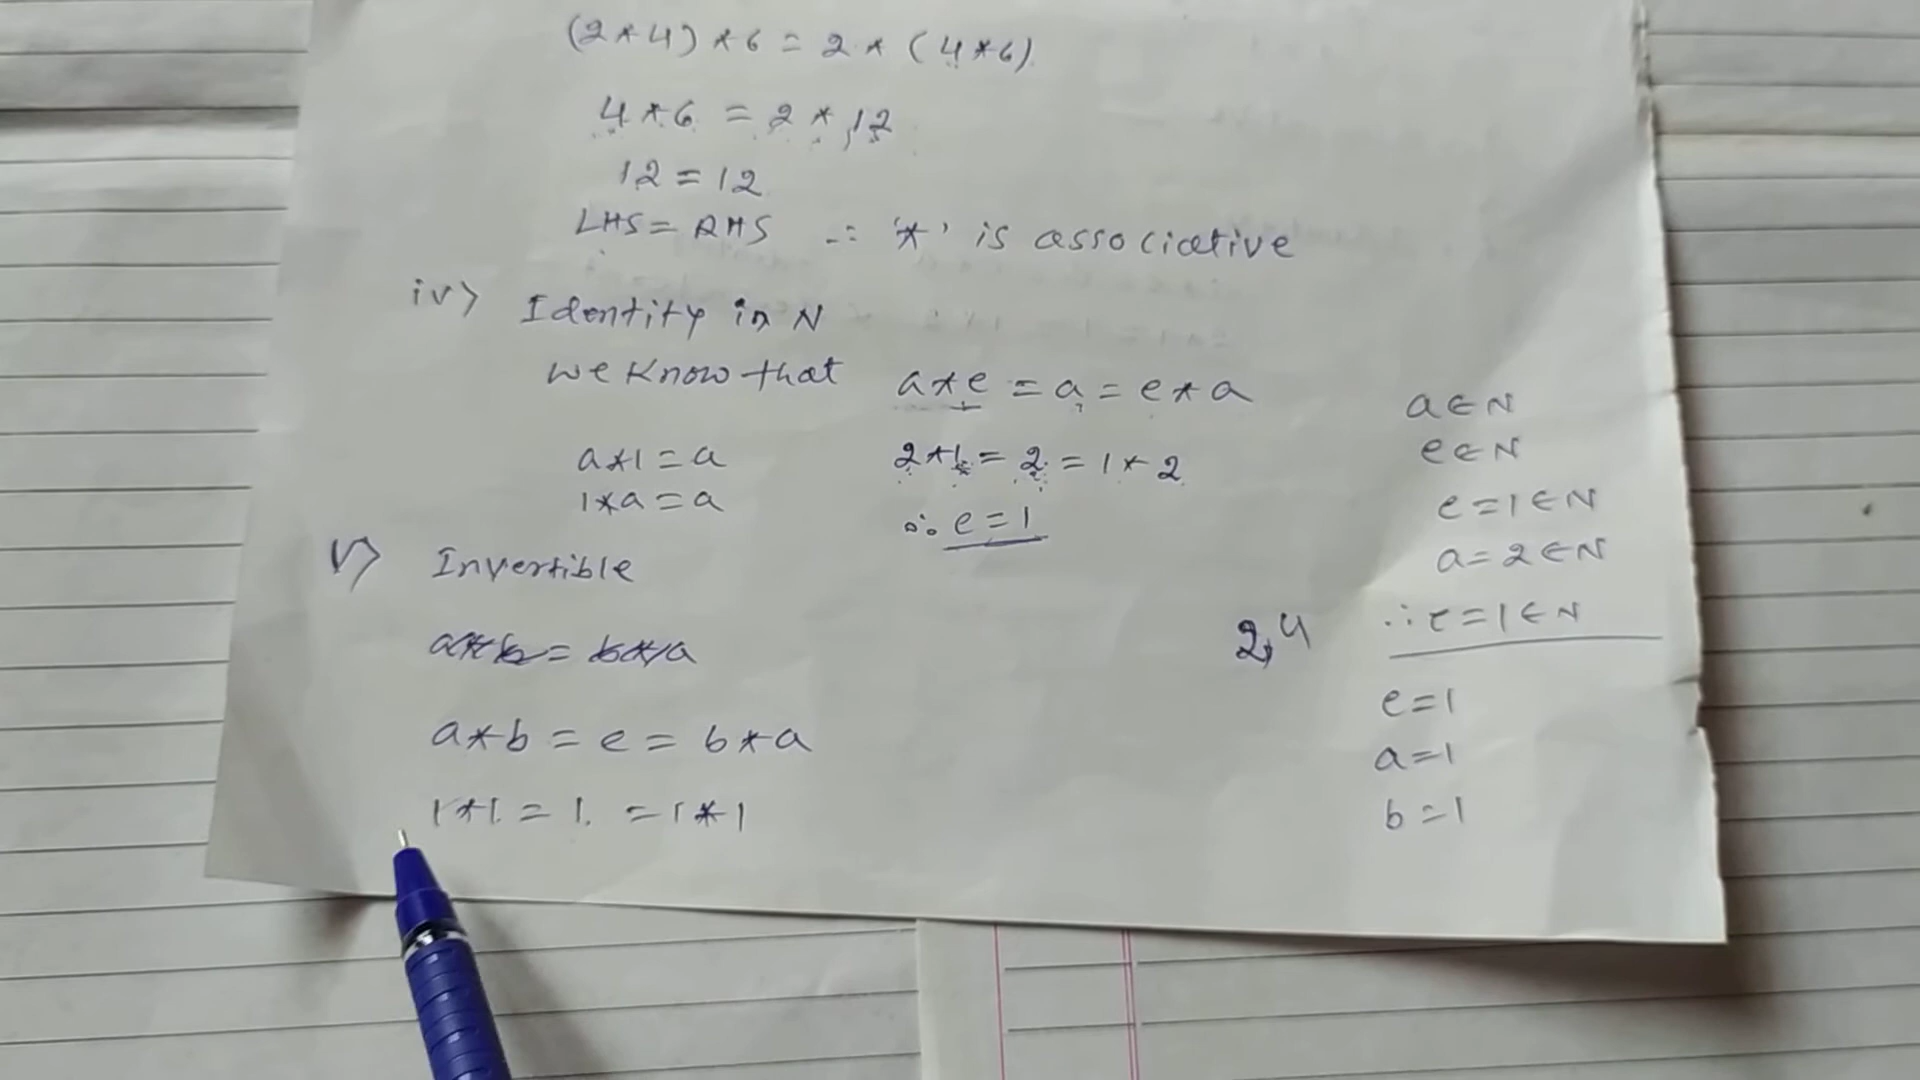 (2*4)*6 = 2*(4*6)
4*6 = 2*12
12 = 12
LHS = RHS ∴ '*' is associative
iv) Identity in N
we know that a*e = a = e*a
a*1 = a 2*1 = 2 = 1*2
1*a = a ∴ e = 1
v) Invertible
a*b = b*a
a*b = e = b*a
1*1 = 1. = 1*1
a∈N
e∈N
e=1∈N
a=2∈N
∴e=1∈N
2,4
e=1
a=1
b=1